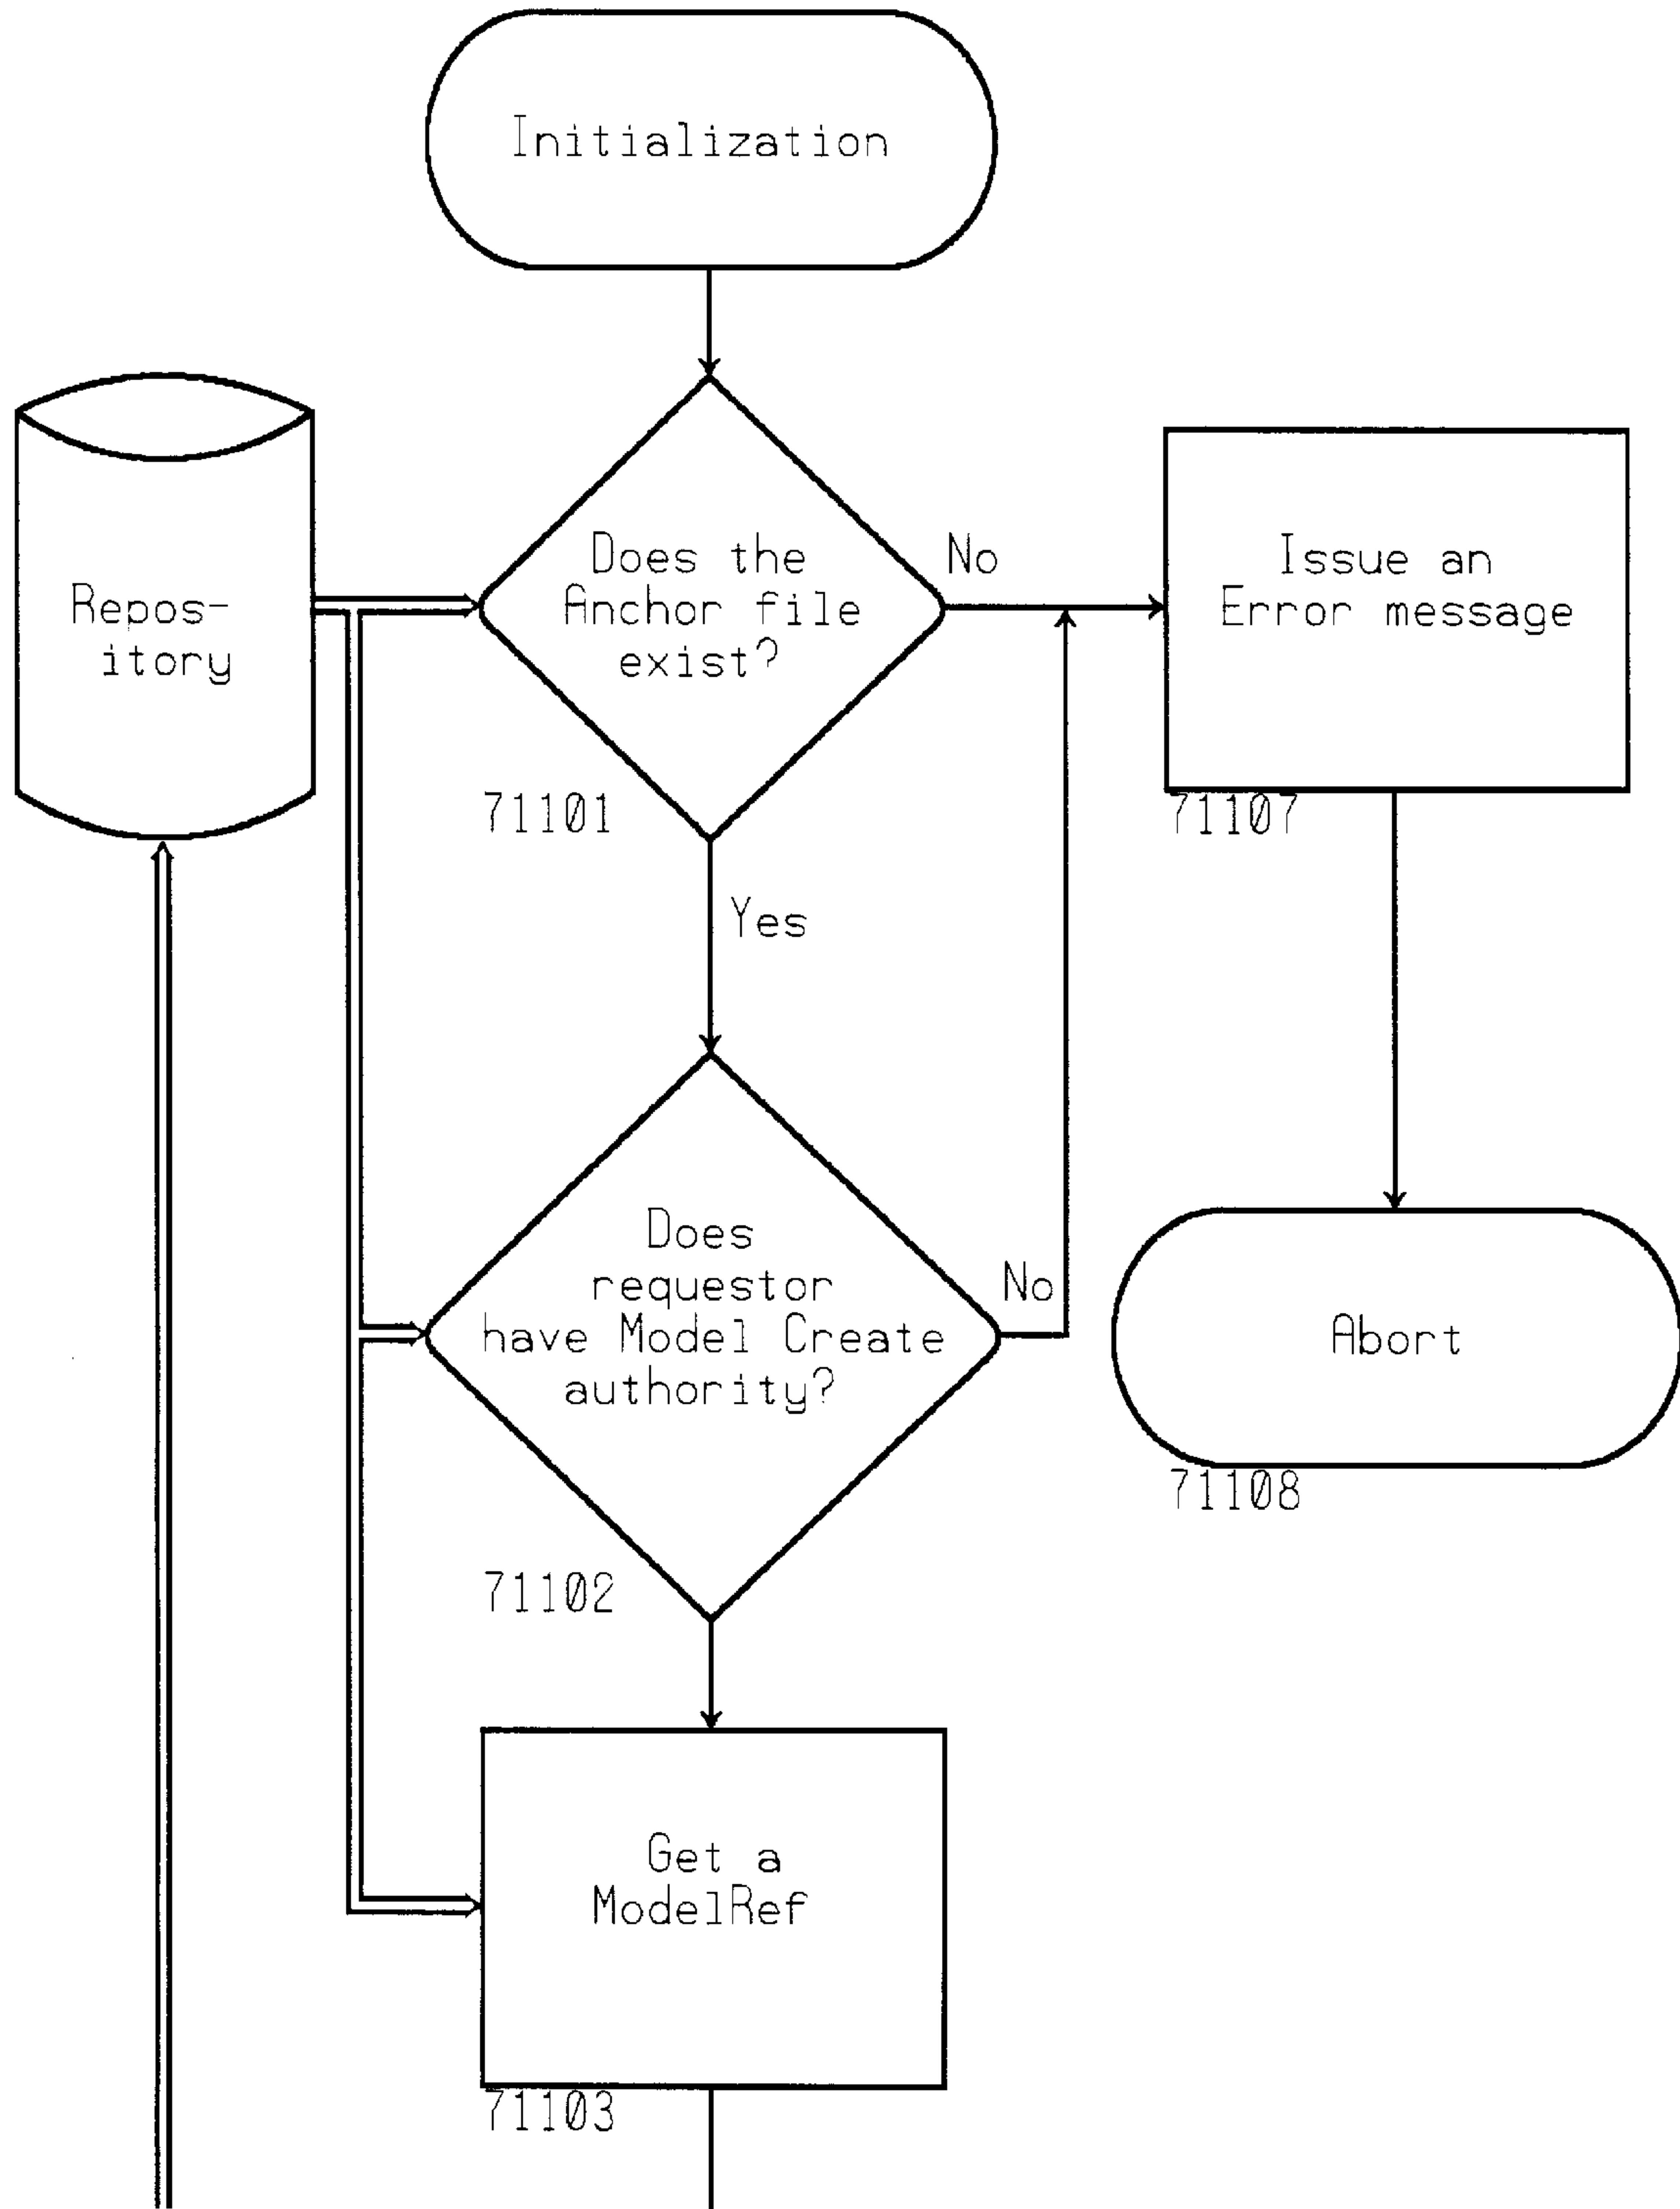 Initialization
Repos-
itory
Does the
Anchor file
exist?
No
Issue an
Error message
71101
71107
Yes
Does
requestor
have Model Create
authority?
No
Abort
71108
71102
Get a
ModelRef
71103